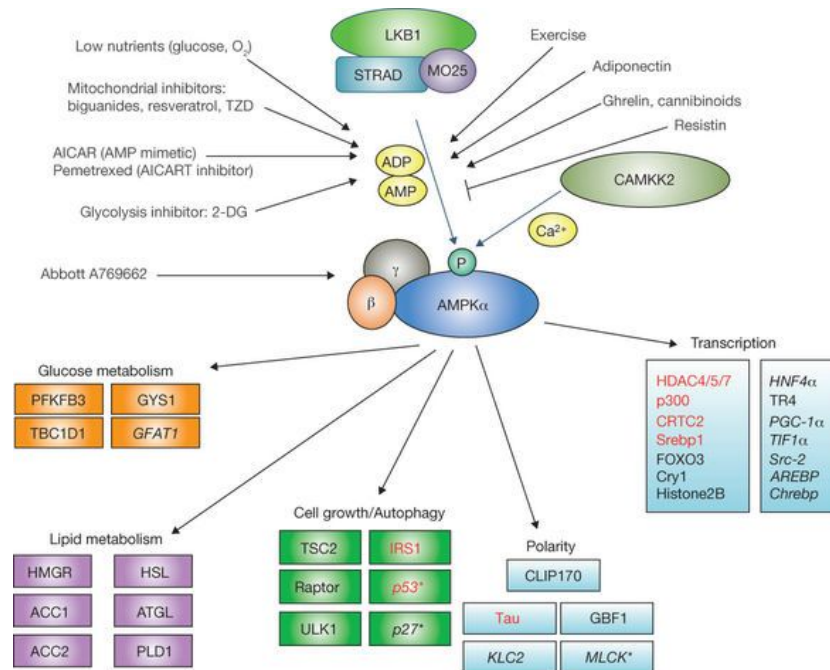 LKB1
STRAD
MO25
Low nutrients (glucose, O2)
Mitochondrial inhibitors:
biguanides, resveratrol, TZD
AICAR (AMP mimetic)
Pemetrexed (AICART inhibitor)
Glycolysis inhibitor: 2-DG
Abbott A769662
Exercise
Adiponectin
Ghrelin, cannibinoids
Resistin
ADP
AMP
CAMKK2
Ca2+
P
γ
β
AMPKα
Glucose metabolism
PFKFB3 GYS1
TBC1D1 GFAT1
Lipid metabolism
HMGR HSL
ACC1 ATGL
ACC2 PLD1
Cell growth/Autophagy
TSC2 IRS1
Raptor p53*
ULK1 p27*
Polarity
CLIP170
Tau GBF1
KLC2 MLCK*
Transcription
HDAC4/5/7
p300
CRTC2
Srebp1
FOXO3
Cry1
Histone2B
HNF4α
TR4
PGC-1α
TIF1α
Src-2
AREBP
Chrebp